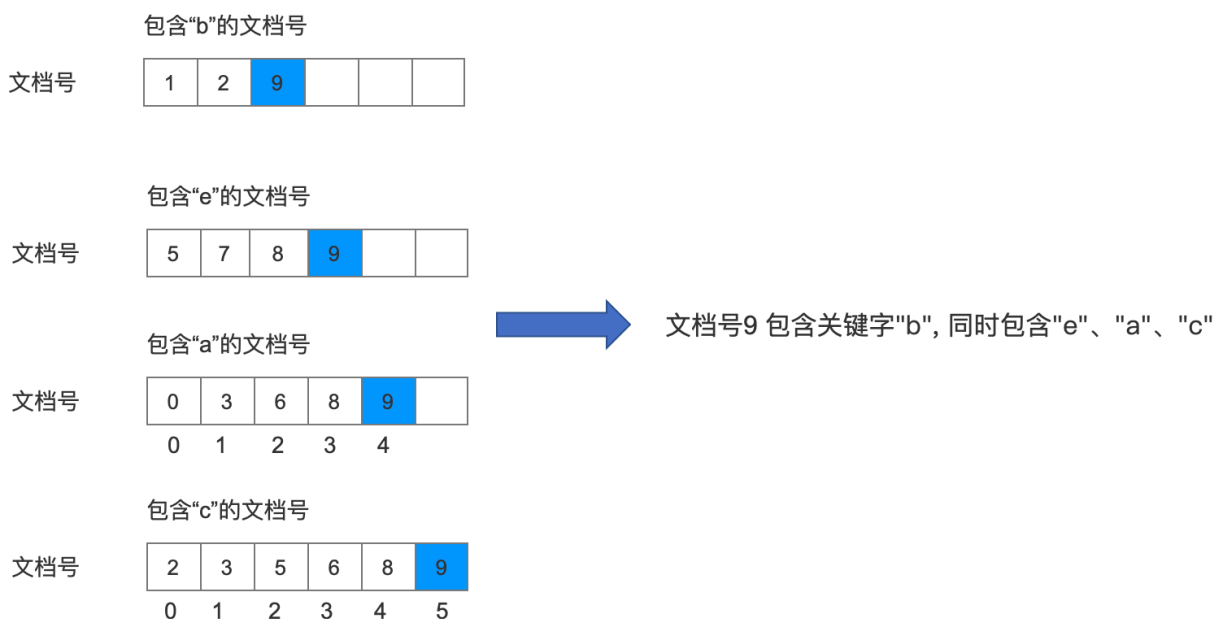 包含“b”的文档号
文档号 1 2 9
包含“e”的文档号
文档号 5 7 8 9
文档号9 包含关键字"b", 同时包含"e"、"a"、"c"
包含“a”的文档号
文档号 0 3 6 8 9
0 1 2 3 4
包含“c”的文档号
文档号 2 3 5 6 8 9
0 1 2 3 4 5